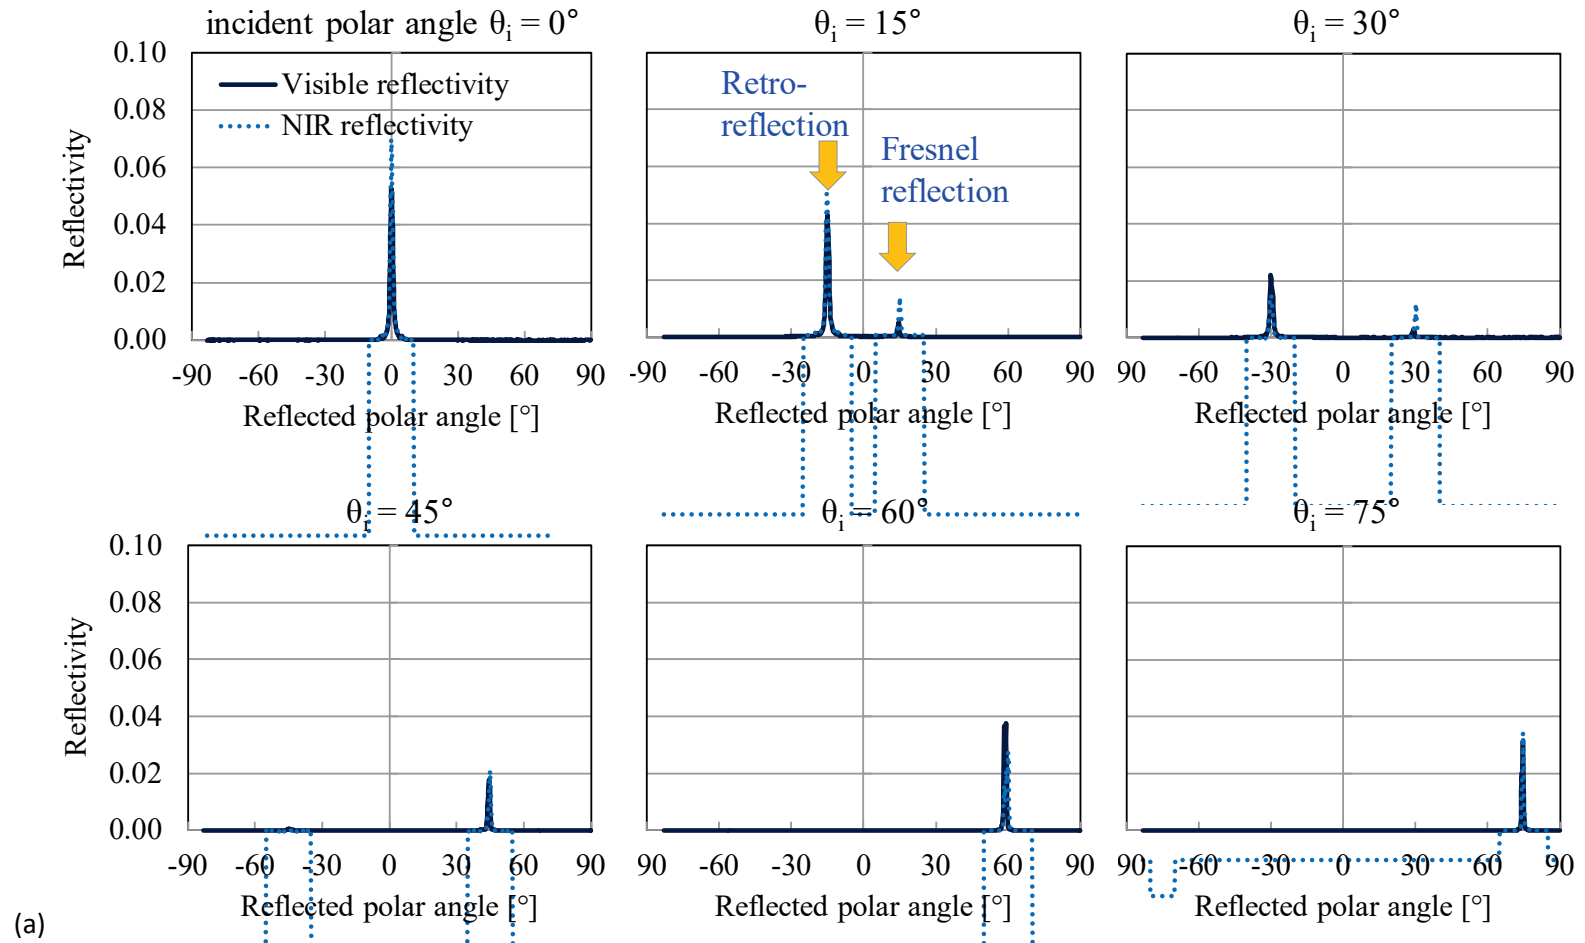 incident polar angle θi = 0°
0.10
0.08
0.06
0.04
0.02
0.00
Reflectivity
Visible reflectivity
NIR reflectivity
-90 -60 -30 0 30 60 90
Reflected polar angle [°]
θi = 15°
Retro-
reflection
Fresnel
reflection
-90 -60 -30 0 30 60 90
Reflected polar angle [°]
θi = 30°
90 -60 -30 0 30 60 90
Reflected polar angle [°]
θi = 45°
0.10
0.08
0.06
0.04
0.02
0.00
Reflectivity
-90 -60 -30 0 30 60 90
Reflected polar angle [°]
θi = 60°
-90 -60 -30 0 30 60 90
Reflected polar angle [°]
θi = 75°
90 -60 -30 0 30 60 90
Reflected polar angle [°]
(a)